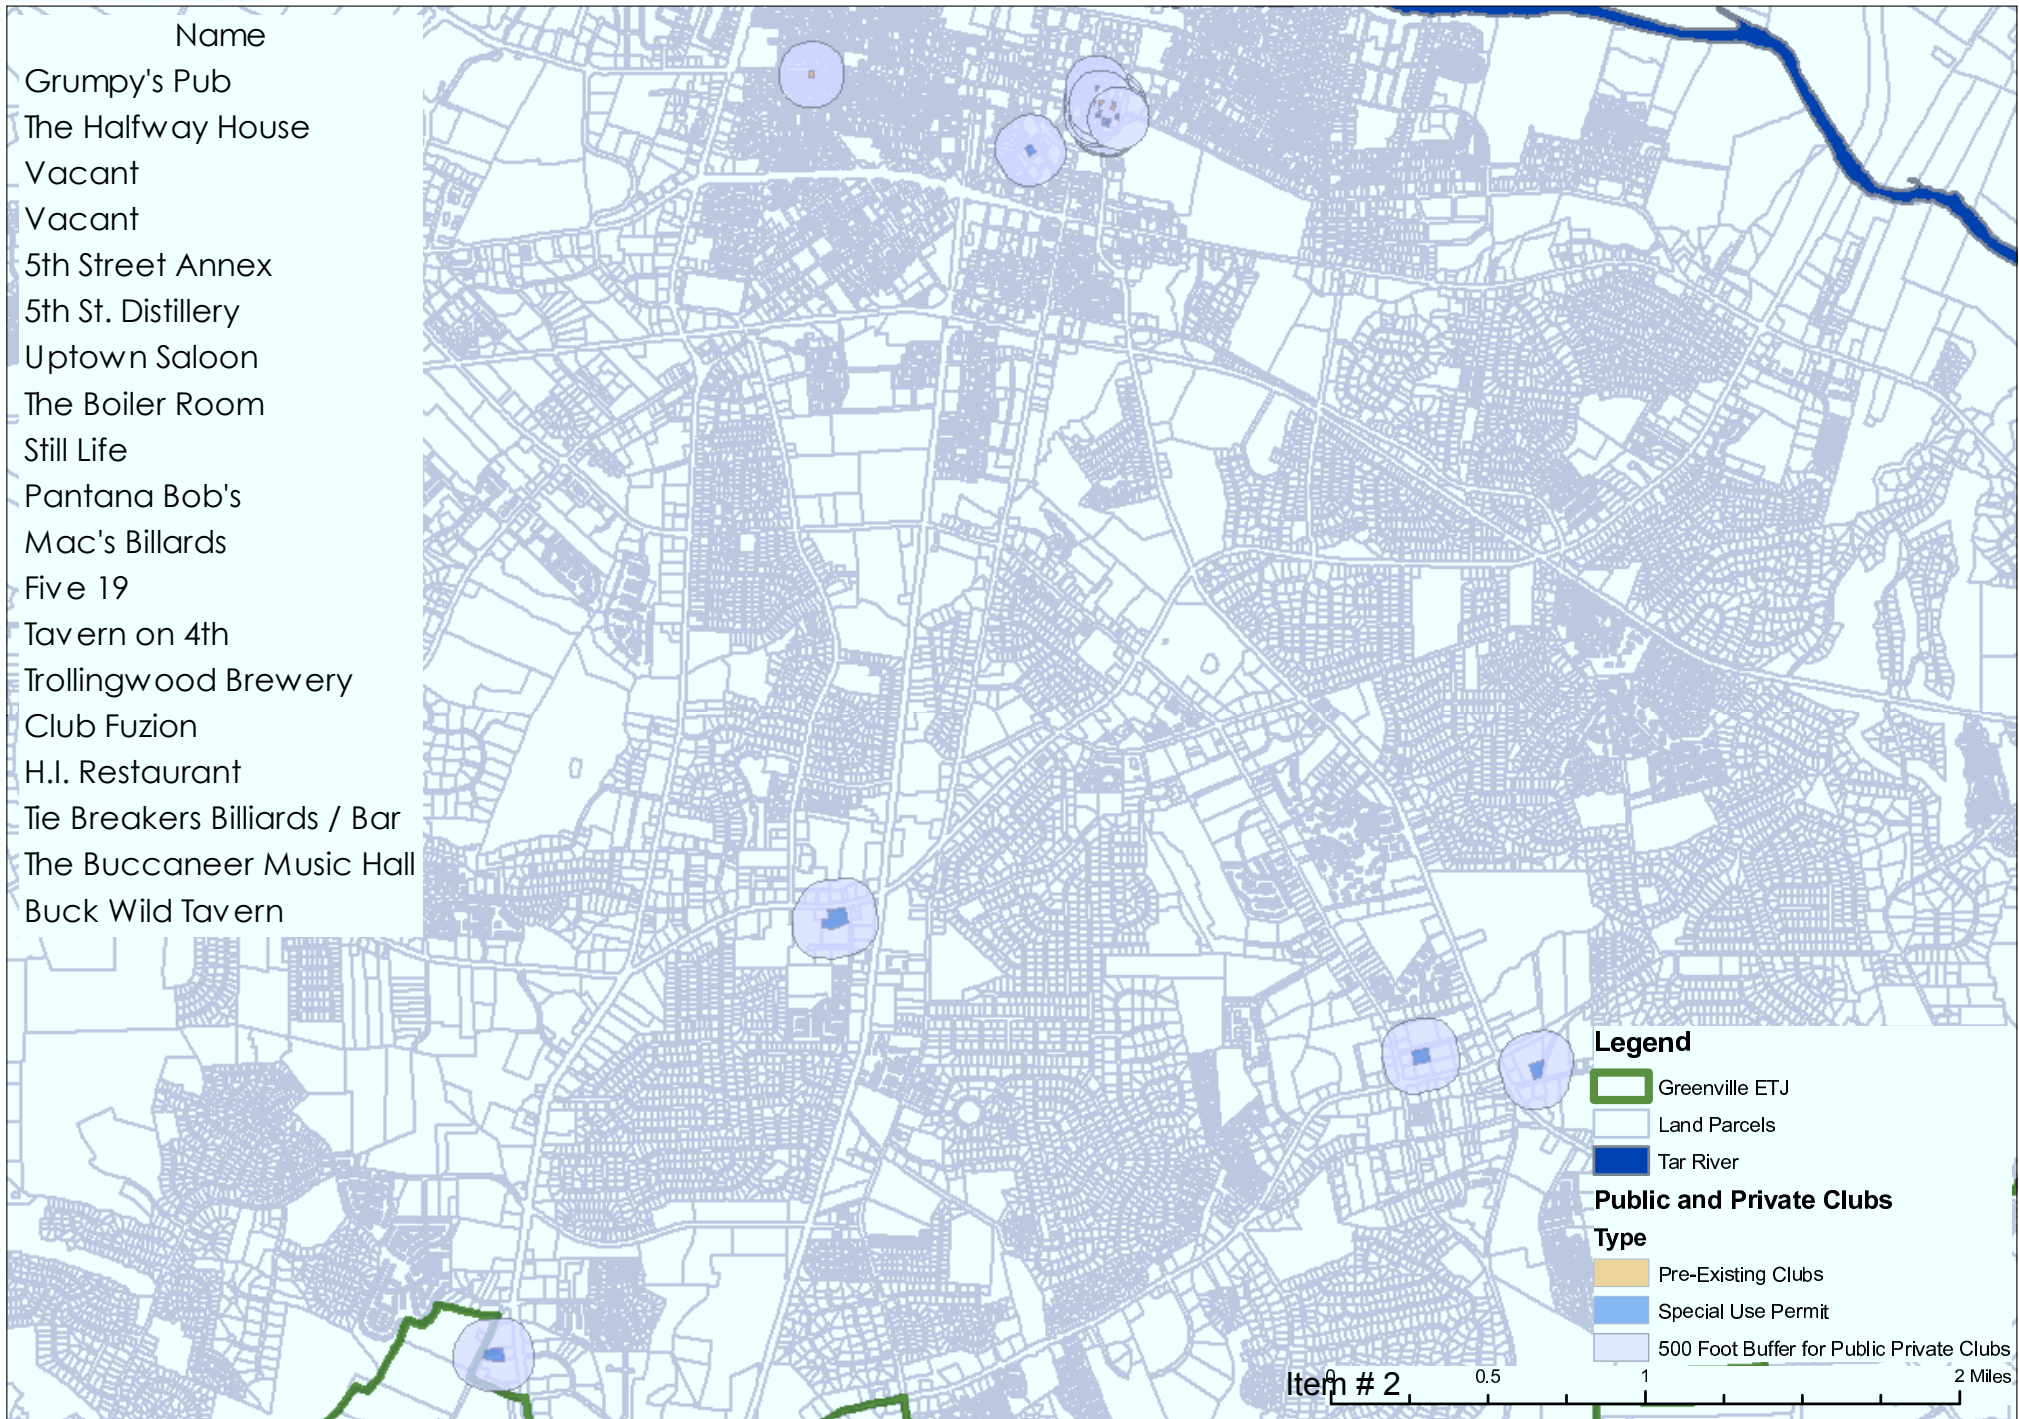 Name
Grumpy's Pub
The Halfway House
Vacant
Vacant
5th Street Annex
5th St. Distillery
Uptown Saloon
The Boiler Room
Still Life
Pantana Bob's
Mac's Billards
Five 19
Tavern on 4th
Trollingwood Brewery
Club Fuzion
H.I. Restaurant
Tie Breakers Billiards / Bar
The Buccaneer Music Hall
Buck Wild Tavern
Legend
Greenville ETJ
Land Parcels
Tar River
Public and Private Clubs
Type
Pre-Existing Clubs
Special Use Permit
500 Foot Buffer for Public Private Clubs
0 0.5 1 2 Miles
Item # 2